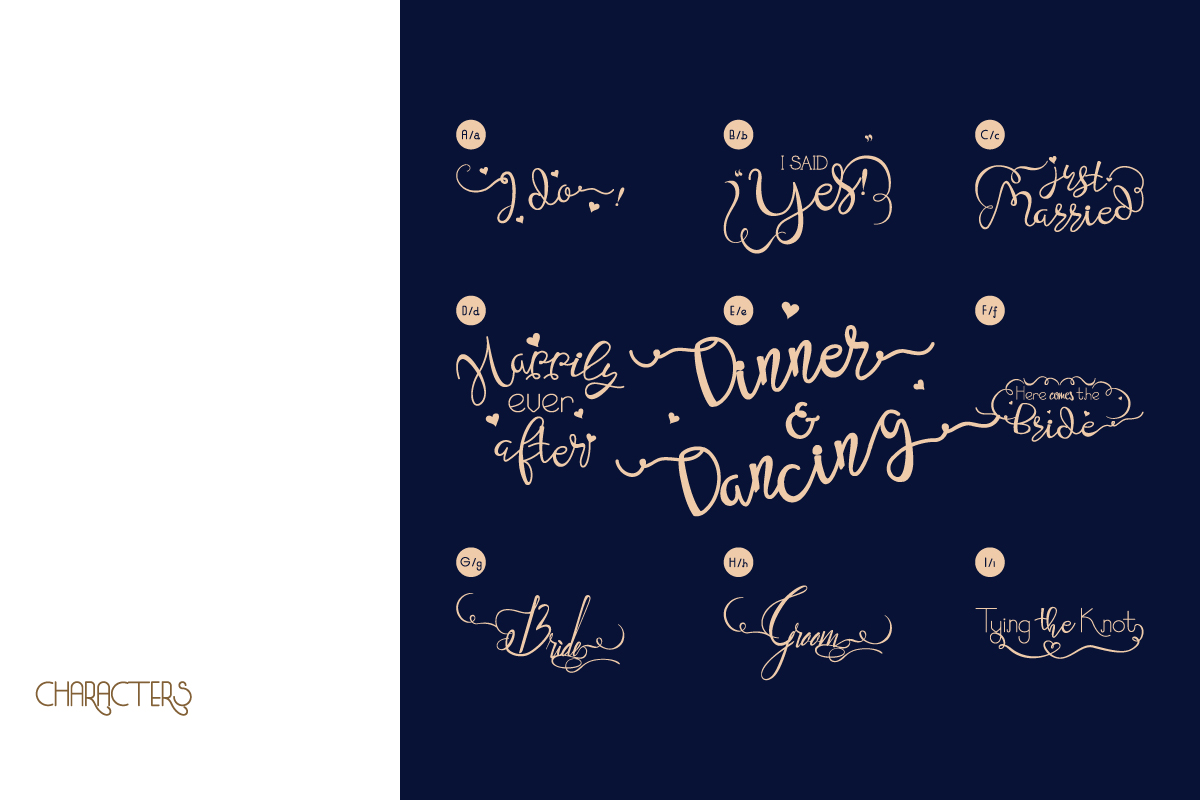 A/a
I do !
B/b
I SAID
"Yes!"
C/c
just
Married
D/d
Happily
ever
after
E/e
Dinner
&
Dancing
F/f
Here comes the
Bride
G/g
Bride
H/h
Groom
I/i
Tying the Knot
CHARACTERS